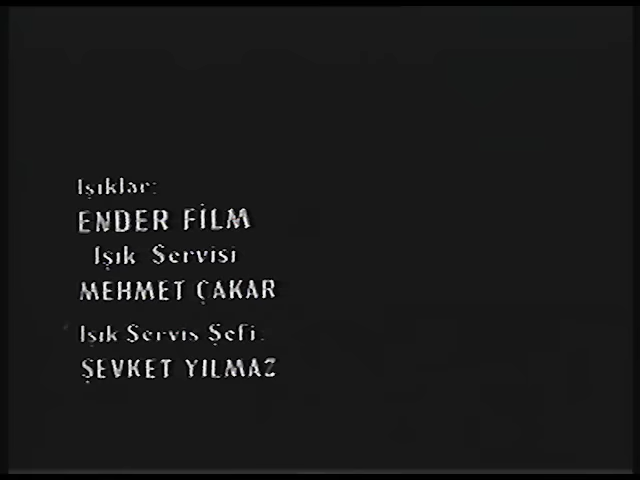 Işıklar:
ENDER FİLM
Işık Servisi
MEHMET ÇAKAR
Işık Servis Şefi:
ŞEVKET YILMAZ